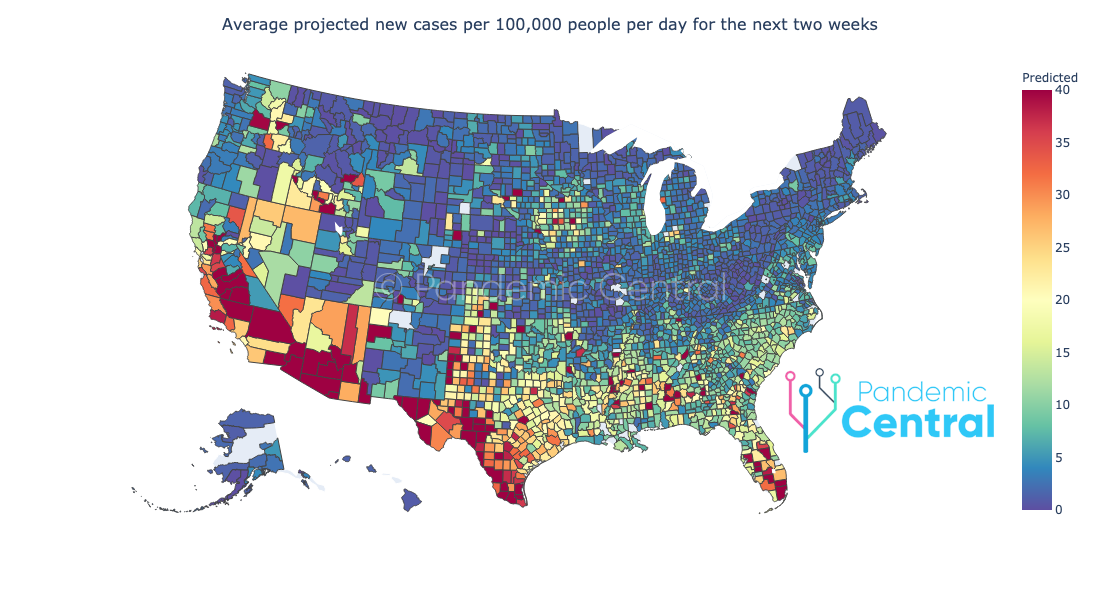 Average projected new cases per 100,000 people per day for the next two weeks
Predicted
40
35
30
25
20
15
10
5
0
© Pandemic Central
Pandemic
Central